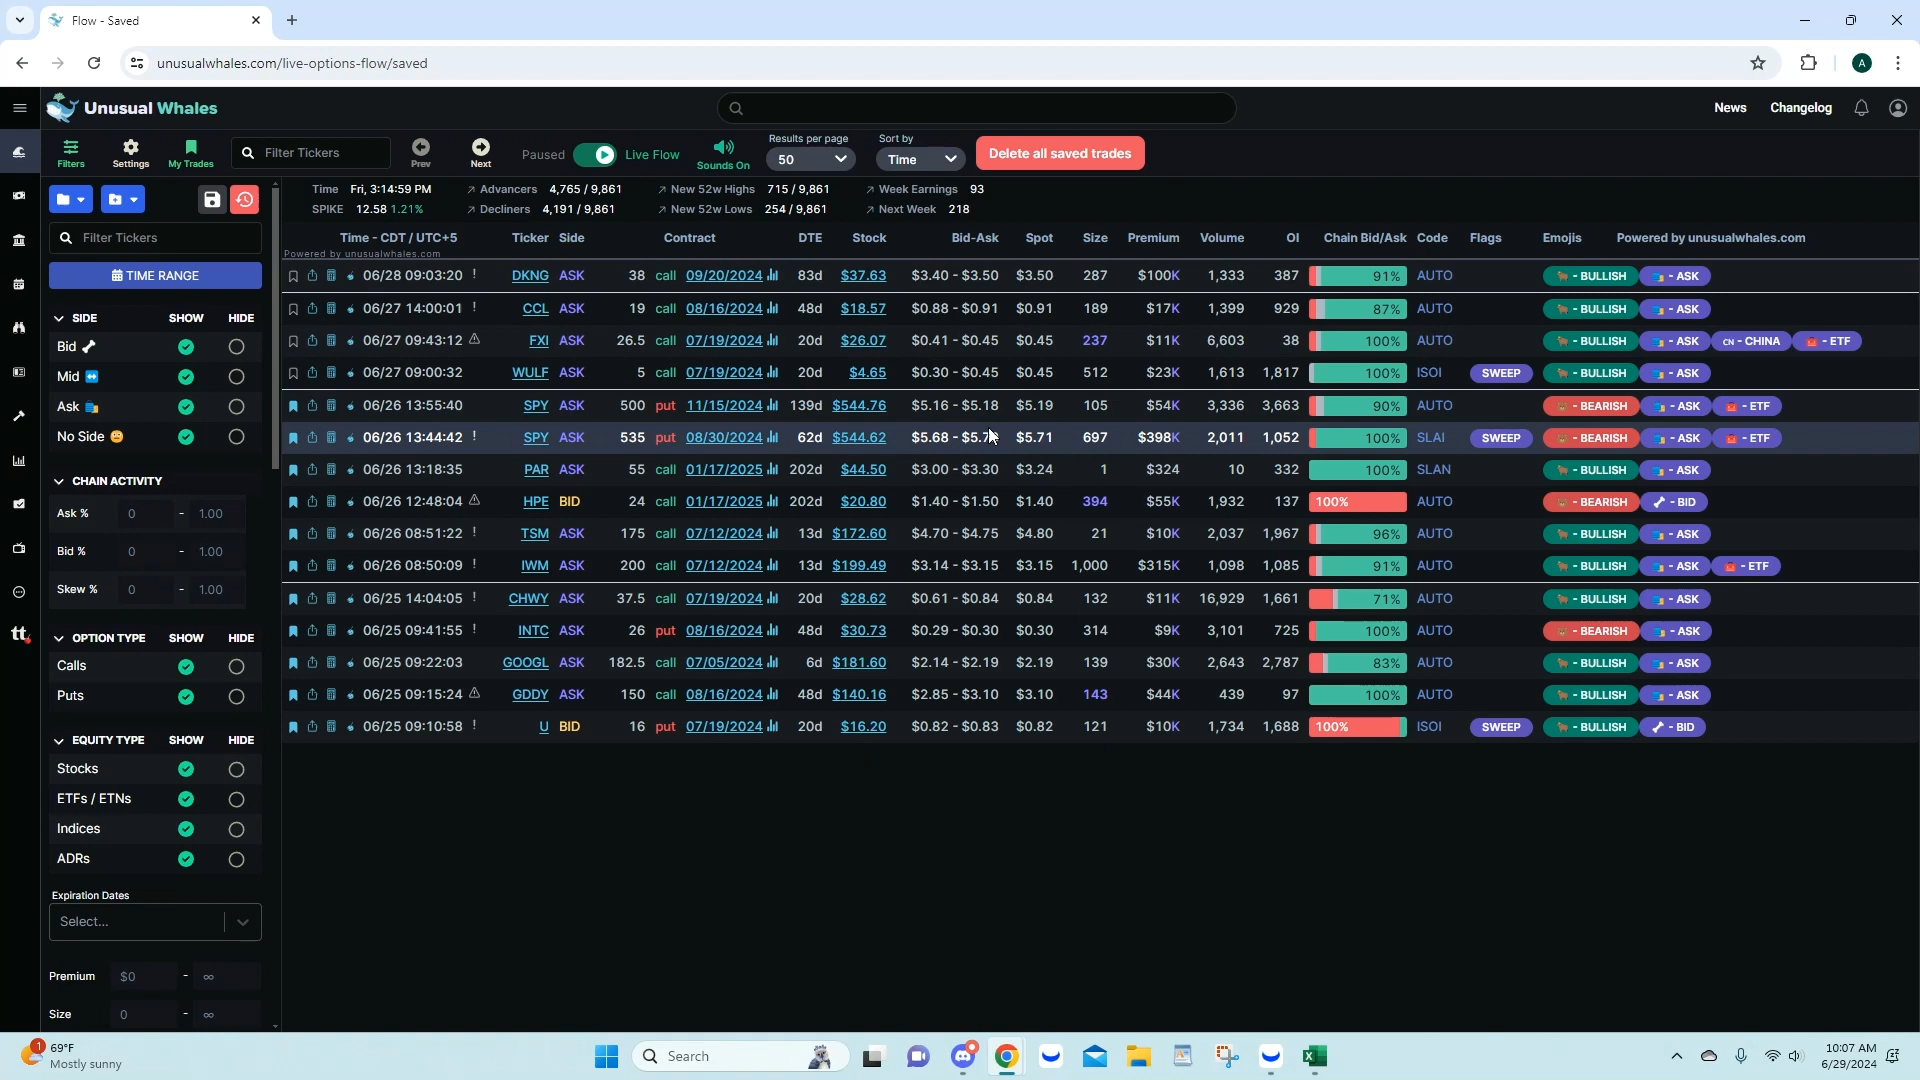 Flow - Saved
unusualwhales.com/live-options-flow/saved
A
Unusual Whales
News
Changelog
Filters
Settings
My Trades
Filter Tickers
Prev
Next
Paused
Live Flow
Sounds On
Results per page
50
Sort by
Time
Delete all saved trades
Time Fri, 3:14:59 PM Advancers 4,765 / 9,861 New 52w Highs 715 / 9,861 Week Earnings 93
SPIKE 12.58 1.21% Decliners 4,191 / 9,861 New 52w Lows 254 / 9,861 Next Week 218
Filter Tickers
TIME RANGE
SIDE SHOW HIDE
Bid
Mid
Ask
No Side
CHAIN ACTIVITY
Ask % 0 - 1.00
Bid % 0 - 1.00
Skew % 0 - 1.00
OPTION TYPE SHOW HIDE
Calls
Puts
EQUITY TYPE SHOW HIDE
Stocks
ETFs / ETNs
Indices
ADRs
Expiration Dates
Select...
Premium $0 - ∞
Size 0 - ∞
Time - CDT / UTC+5 Ticker Side Contract DTE Stock Bid-Ask Spot Size Premium Volume OI Chain Bid/Ask Code Flags Emojis Powered by unusualwhales.com
Powered by unusualwhales.com
06/28 09:03:20 ! DKNG ASK 38 call 09/20/2024 83d $37.63 $3.40 - $3.50 $3.50 287 $100K 1,333 387 91% AUTO - BULLISH - ASK
06/27 14:00:01 ! CCL ASK 19 call 08/16/2024 48d $18.57 $0.88 - $0.91 $0.91 189 $17K 1,399 929 87% AUTO - BULLISH - ASK
06/27 09:43:12 FXI ASK 26.5 call 07/19/2024 20d $26.07 $0.41 - $0.45 $0.45 237 $11K 6,603 38 100% AUTO - BULLISH - ASK CN - CHINA - ETF
06/27 09:00:32 WULF ASK 5 call 07/19/2024 20d $4.65 $0.30 - $0.45 $0.45 512 $23K 1,613 1,817 100% ISOI SWEEP - BULLISH - ASK
06/26 13:55:40 SPY ASK 500 put 11/15/2024 139d $544.76 $5.16 - $5.18 $5.19 105 $54K 3,336 3,663 90% AUTO - BEARISH - ASK - ETF
06/26 13:44:42 ! SPY ASK 535 put 08/30/2024 62d $544.62 $5.68 - $5.71 697 $398K 2,011 1,052 100% SLAI SWEEP - BEARISH - ASK - ETF
06/26 13:18:35 PAR ASK 55 call 01/17/2025 202d $44.50 $3.00 - $3.30 $3.24 1 $324 10 332 100% SLAN - BULLISH - ASK
06/26 12:48:04 HPE BID 24 call 01/17/2025 202d $20.80 $1.40 - $1.50 $1.40 394 $55K 1,932 137 100% AUTO - BEARISH - BID
06/26 08:51:22 ! TSM ASK 175 call 07/12/2024 13d $172.60 $4.70 - $4.75 $4.80 21 $10K 2,037 1,967 96% AUTO - BULLISH - ASK
06/26 08:50:09 ! IWM ASK 200 call 07/12/2024 13d $199.49 $3.14 - $3.15 $3.15 1,000 $315K 1,098 1,085 91% AUTO - BULLISH - ASK - ETF
06/25 14:04:05 ! CHWY ASK 37.5 call 07/19/2024 20d $28.62 $0.61 - $0.84 $0.84 132 $11K 16,929 1,661 71% AUTO - BULLISH - ASK
06/25 09:41:55 ! INTC ASK 26 put 08/16/2024 48d $30.73 $0.29 - $0.30 $0.30 314 $9K 3,101 725 100% AUTO - BEARISH - ASK
06/25 09:22:03 GOOGL ASK 182.5 call 07/05/2024 6d $181.60 $2.14 - $2.19 $2.19 139 $30K 2,643 2,787 83% AUTO - BULLISH - ASK
06/25 09:15:24 GDDY ASK 150 call 08/16/2024 48d $140.16 $2.85 - $3.10 $3.10 143 $44K 439 97 100% AUTO - BULLISH - ASK
06/25 09:10:58 ! U BID 16 put 07/19/2024 20d $16.20 $0.82 - $0.83 $0.82 121 $10K 1,734 1,688 100% ISOI SWEEP - BULLISH - BID
tt
1
69°F
Mostly sunny
Search
10:07 AM
6/29/2024